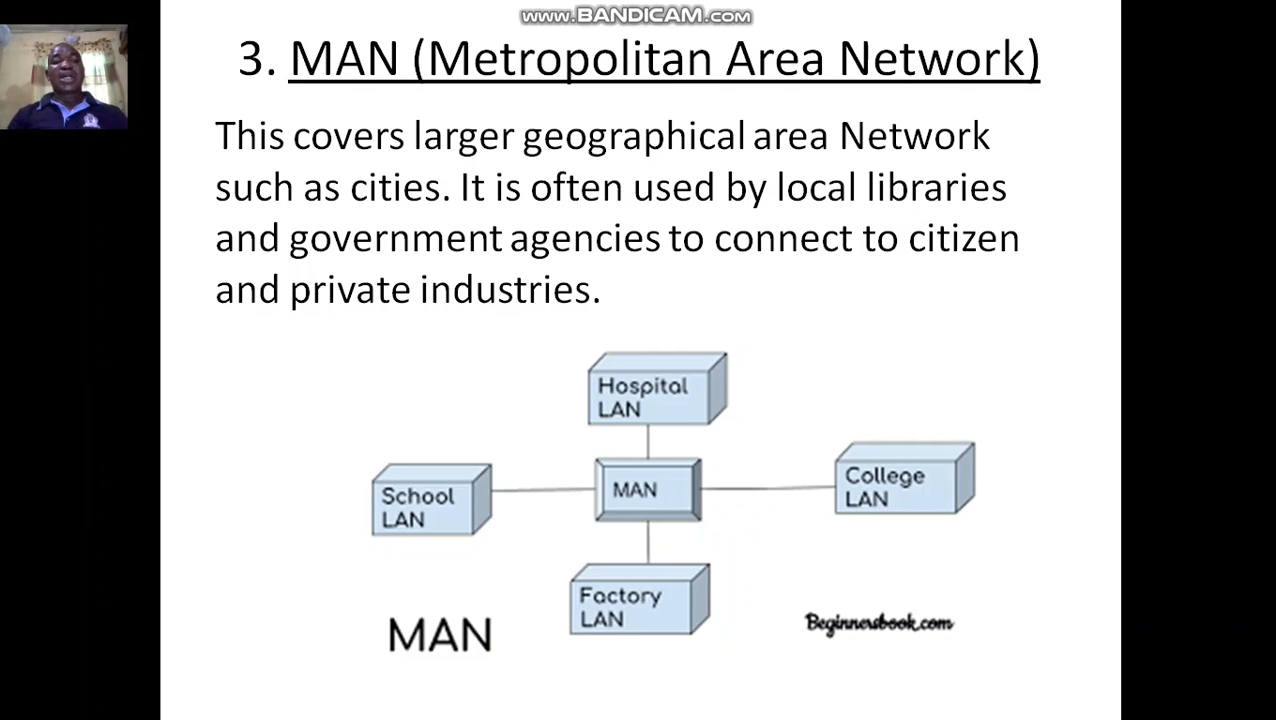 www.BANDICAM.com
3. MAN (Metropolitan Area Network)
This covers larger geographical area Network
such as cities. It is often used by local libraries
and government agencies to connect to citizen
and private industries.
Hospital
LAN
School
LAN
MAN
College
LAN
Factory
LAN
MAN
Beginnersbook.com